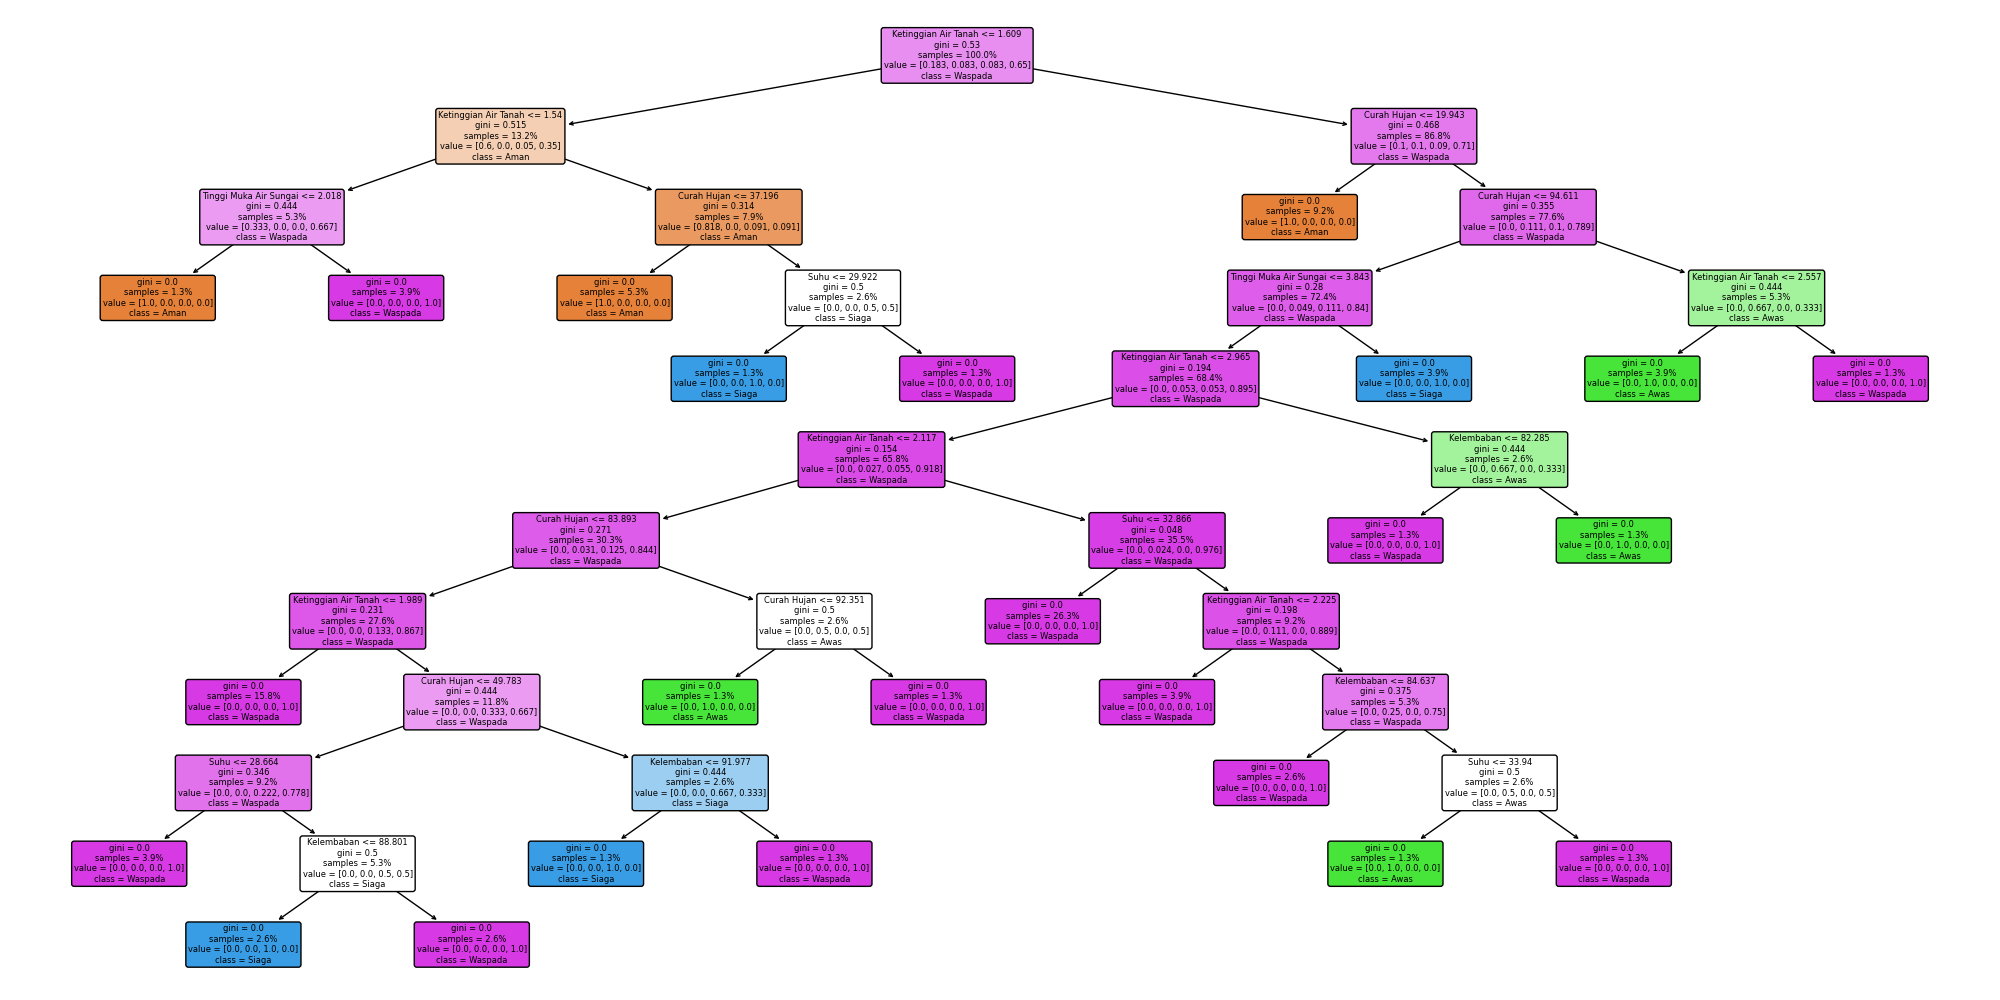 Ketinggian Air Tanah <= 1.609
gini = 0.53
samples = 100.0%
value = [0.183, 0.083, 0.083, 0.65]
class = Waspada
Ketinggian Air Tanah <= 1.54
gini = 0.515
samples = 13.2%
value = [0.6, 0.0, 0.05, 0.35]
class = Aman
Curah Hujan <= 19.943
gini = 0.468
samples = 86.8%
value = [0.1, 0.1, 0.09, 0.71]
class = Waspada
Tinggi Muka Air Sungai <= 2.018
gini = 0.444
samples = 5.3%
value = [0.333, 0.0, 0.0, 0.667]
class = Waspada
Curah Hujan <= 37.196
gini = 0.314
samples = 7.9%
value = [0.818, 0.0, 0.091, 0.091]
class = Aman
gini = 0.0
samples = 9.2%
value = [1.0, 0.0, 0.0, 0.0]
class = Aman
Curah Hujan <= 94.611
gini = 0.355
samples = 77.6%
value = [0.0, 0.111, 0.1, 0.789]
class = Waspada
gini = 0.0
samples = 1.3%
value = [1.0, 0.0, 0.0, 0.0]
class = Aman
gini = 0.0
samples = 3.9%
value = [0.0, 0.0, 0.0, 1.0]
class = Waspada
gini = 0.0
samples = 5.3%
value = [1.0, 0.0, 0.0, 0.0]
class = Aman
Suhu <= 29.922
gini = 0.5
samples = 2.6%
value = [0.0, 0.0, 0.5, 0.5]
class = Siaga
Tinggi Muka Air Sungai <= 3.843
gini = 0.28
samples = 72.4%
value = [0.0, 0.049, 0.111, 0.84]
class = Waspada
Ketinggian Air Tanah <= 2.557
gini = 0.444
samples = 5.3%
value = [0.0, 0.667, 0.0, 0.333]
class = Awas
gini = 0.0
samples = 1.3%
value = [0.0, 0.0, 1.0, 0.0]
class = Siaga
gini = 0.0
samples = 1.3%
value = [0.0, 0.0, 0.0, 1.0]
class = Waspada
Ketinggian Air Tanah <= 2.965
gini = 0.194
samples = 68.4%
value = [0.0, 0.053, 0.053, 0.895]
class = Waspada
gini = 0.0
samples = 3.9%
value = [0.0, 0.0, 1.0, 0.0]
class = Siaga
gini = 0.0
samples = 3.9%
value = [0.0, 1.0, 0.0, 0.0]
class = Awas
gini = 0.0
samples = 1.3%
value = [0.0, 0.0, 0.0, 1.0]
class = Waspada
Ketinggian Air Tanah <= 2.117
gini = 0.154
samples = 65.8%
value = [0.0, 0.027, 0.055, 0.918]
class = Waspada
Kelembaban <= 82.285
gini = 0.444
samples = 2.6%
value = [0.0, 0.667, 0.0, 0.333]
class = Awas
Curah Hujan <= 83.893
gini = 0.271
samples = 30.3%
value = [0.0, 0.031, 0.125, 0.844]
class = Waspada
Suhu <= 32.866
gini = 0.048
samples = 35.5%
value = [0.0, 0.024, 0.0, 0.976]
class = Waspada
gini = 0.0
samples = 1.3%
value = [0.0, 0.0, 0.0, 1.0]
class = Waspada
gini = 0.0
samples = 1.3%
value = [0.0, 1.0, 0.0, 0.0]
class = Awas
Ketinggian Air Tanah <= 1.989
gini = 0.231
samples = 27.6%
value = [0.0, 0.0, 0.133, 0.867]
class = Waspada
Curah Hujan <= 92.351
gini = 0.5
samples = 2.6%
value = [0.0, 0.5, 0.0, 0.5]
class = Awas
gini = 0.0
samples = 26.3%
value = [0.0, 0.0, 0.0, 1.0]
class = Waspada
Ketinggian Air Tanah <= 2.225
gini = 0.198
samples = 9.2%
value = [0.0, 0.111, 0.0, 0.889]
class = Waspada
gini = 0.0
samples = 15.8%
value = [0.0, 0.0, 0.0, 1.0]
class = Waspada
Curah Hujan <= 49.783
gini = 0.444
samples = 11.8%
value = [0.0, 0.0, 0.333, 0.667]
class = Waspada
gini = 0.0
samples = 1.3%
value = [0.0, 1.0, 0.0, 0.0]
class = Awas
gini = 0.0
samples = 1.3%
value = [0.0, 0.0, 0.0, 1.0]
class = Waspada
gini = 0.0
samples = 3.9%
value = [0.0, 0.0, 0.0, 1.0]
class = Waspada
Kelembaban <= 84.637
gini = 0.375
samples = 5.3%
value = [0.0, 0.25, 0.0, 0.75]
class = Waspada
Suhu <= 28.664
gini = 0.346
samples = 9.2%
value = [0.0, 0.0, 0.222, 0.778]
class = Waspada
Kelembaban <= 91.977
gini = 0.444
samples = 2.6%
value = [0.0, 0.0, 0.667, 0.333]
class = Siaga
gini = 0.0
samples = 2.6%
value = [0.0, 0.0, 0.0, 1.0]
class = Waspada
Suhu <= 33.94
gini = 0.5
samples = 2.6%
value = [0.0, 0.5, 0.0, 0.5]
class = Awas
gini = 0.0
samples = 3.9%
value = [0.0, 0.0, 0.0, 1.0]
class = Waspada
Kelembaban <= 88.801
gini = 0.5
samples = 5.3%
value = [0.0, 0.0, 0.5, 0.5]
class = Siaga
gini = 0.0
samples = 1.3%
value = [0.0, 0.0, 1.0, 0.0]
class = Siaga
gini = 0.0
samples = 1.3%
value = [0.0, 0.0, 0.0, 1.0]
class = Waspada
gini = 0.0
samples = 1.3%
value = [0.0, 1.0, 0.0, 0.0]
class = Awas
gini = 0.0
samples = 1.3%
value = [0.0, 0.0, 0.0, 1.0]
class = Waspada
gini = 0.0
samples = 2.6%
value = [0.0, 0.0, 1.0, 0.0]
class = Siaga
gini = 0.0
samples = 2.6%
value = [0.0, 0.0, 0.0, 1.0]
class = Waspada